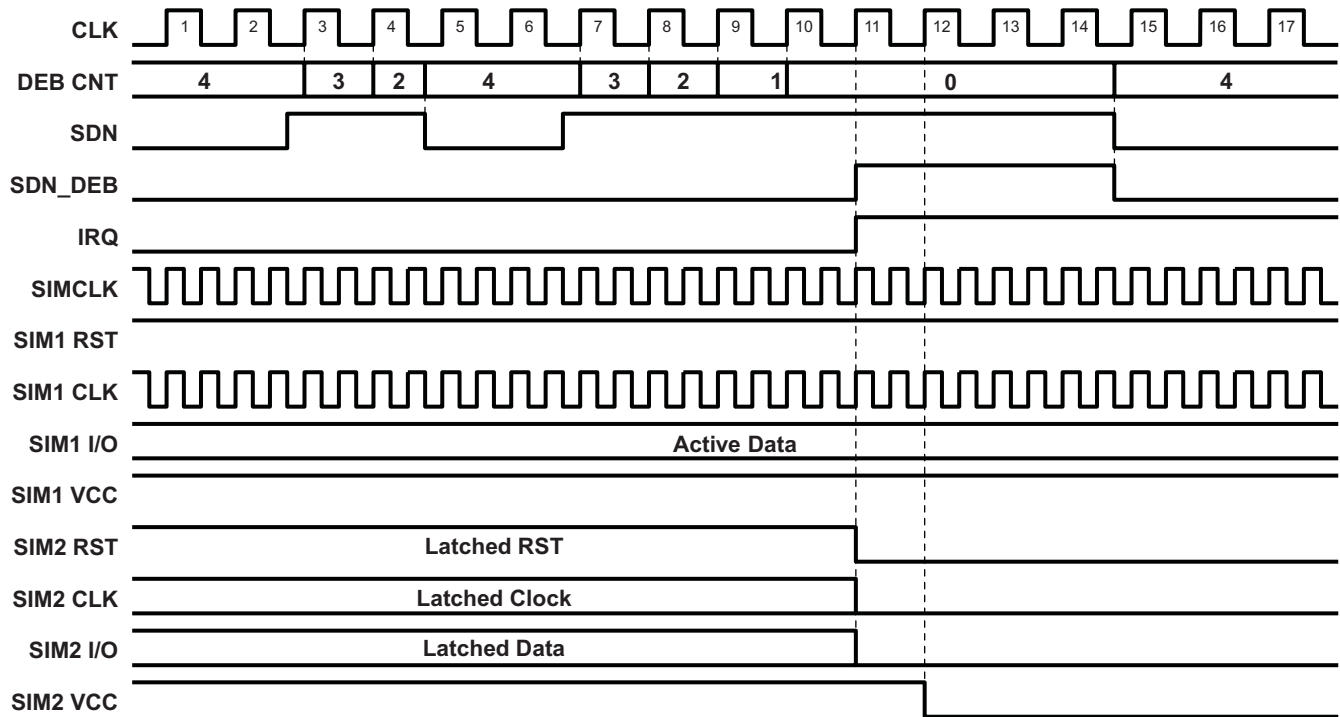 CLK 1 2 3 4 5 6 7 8 9 10 11 12 13 14 15 16 17
DEB CNT 4 3 2 4 3 2 1 0 4
SDN
SDN_DEB
IRQ
SIMCLK
SIM1 RST
SIM1 CLK
SIM1 I/O Active Data
SIM1 VCC
SIM2 RST Latched RST
SIM2 CLK Latched Clock
SIM2 I/O Latched Data
SIM2 VCC